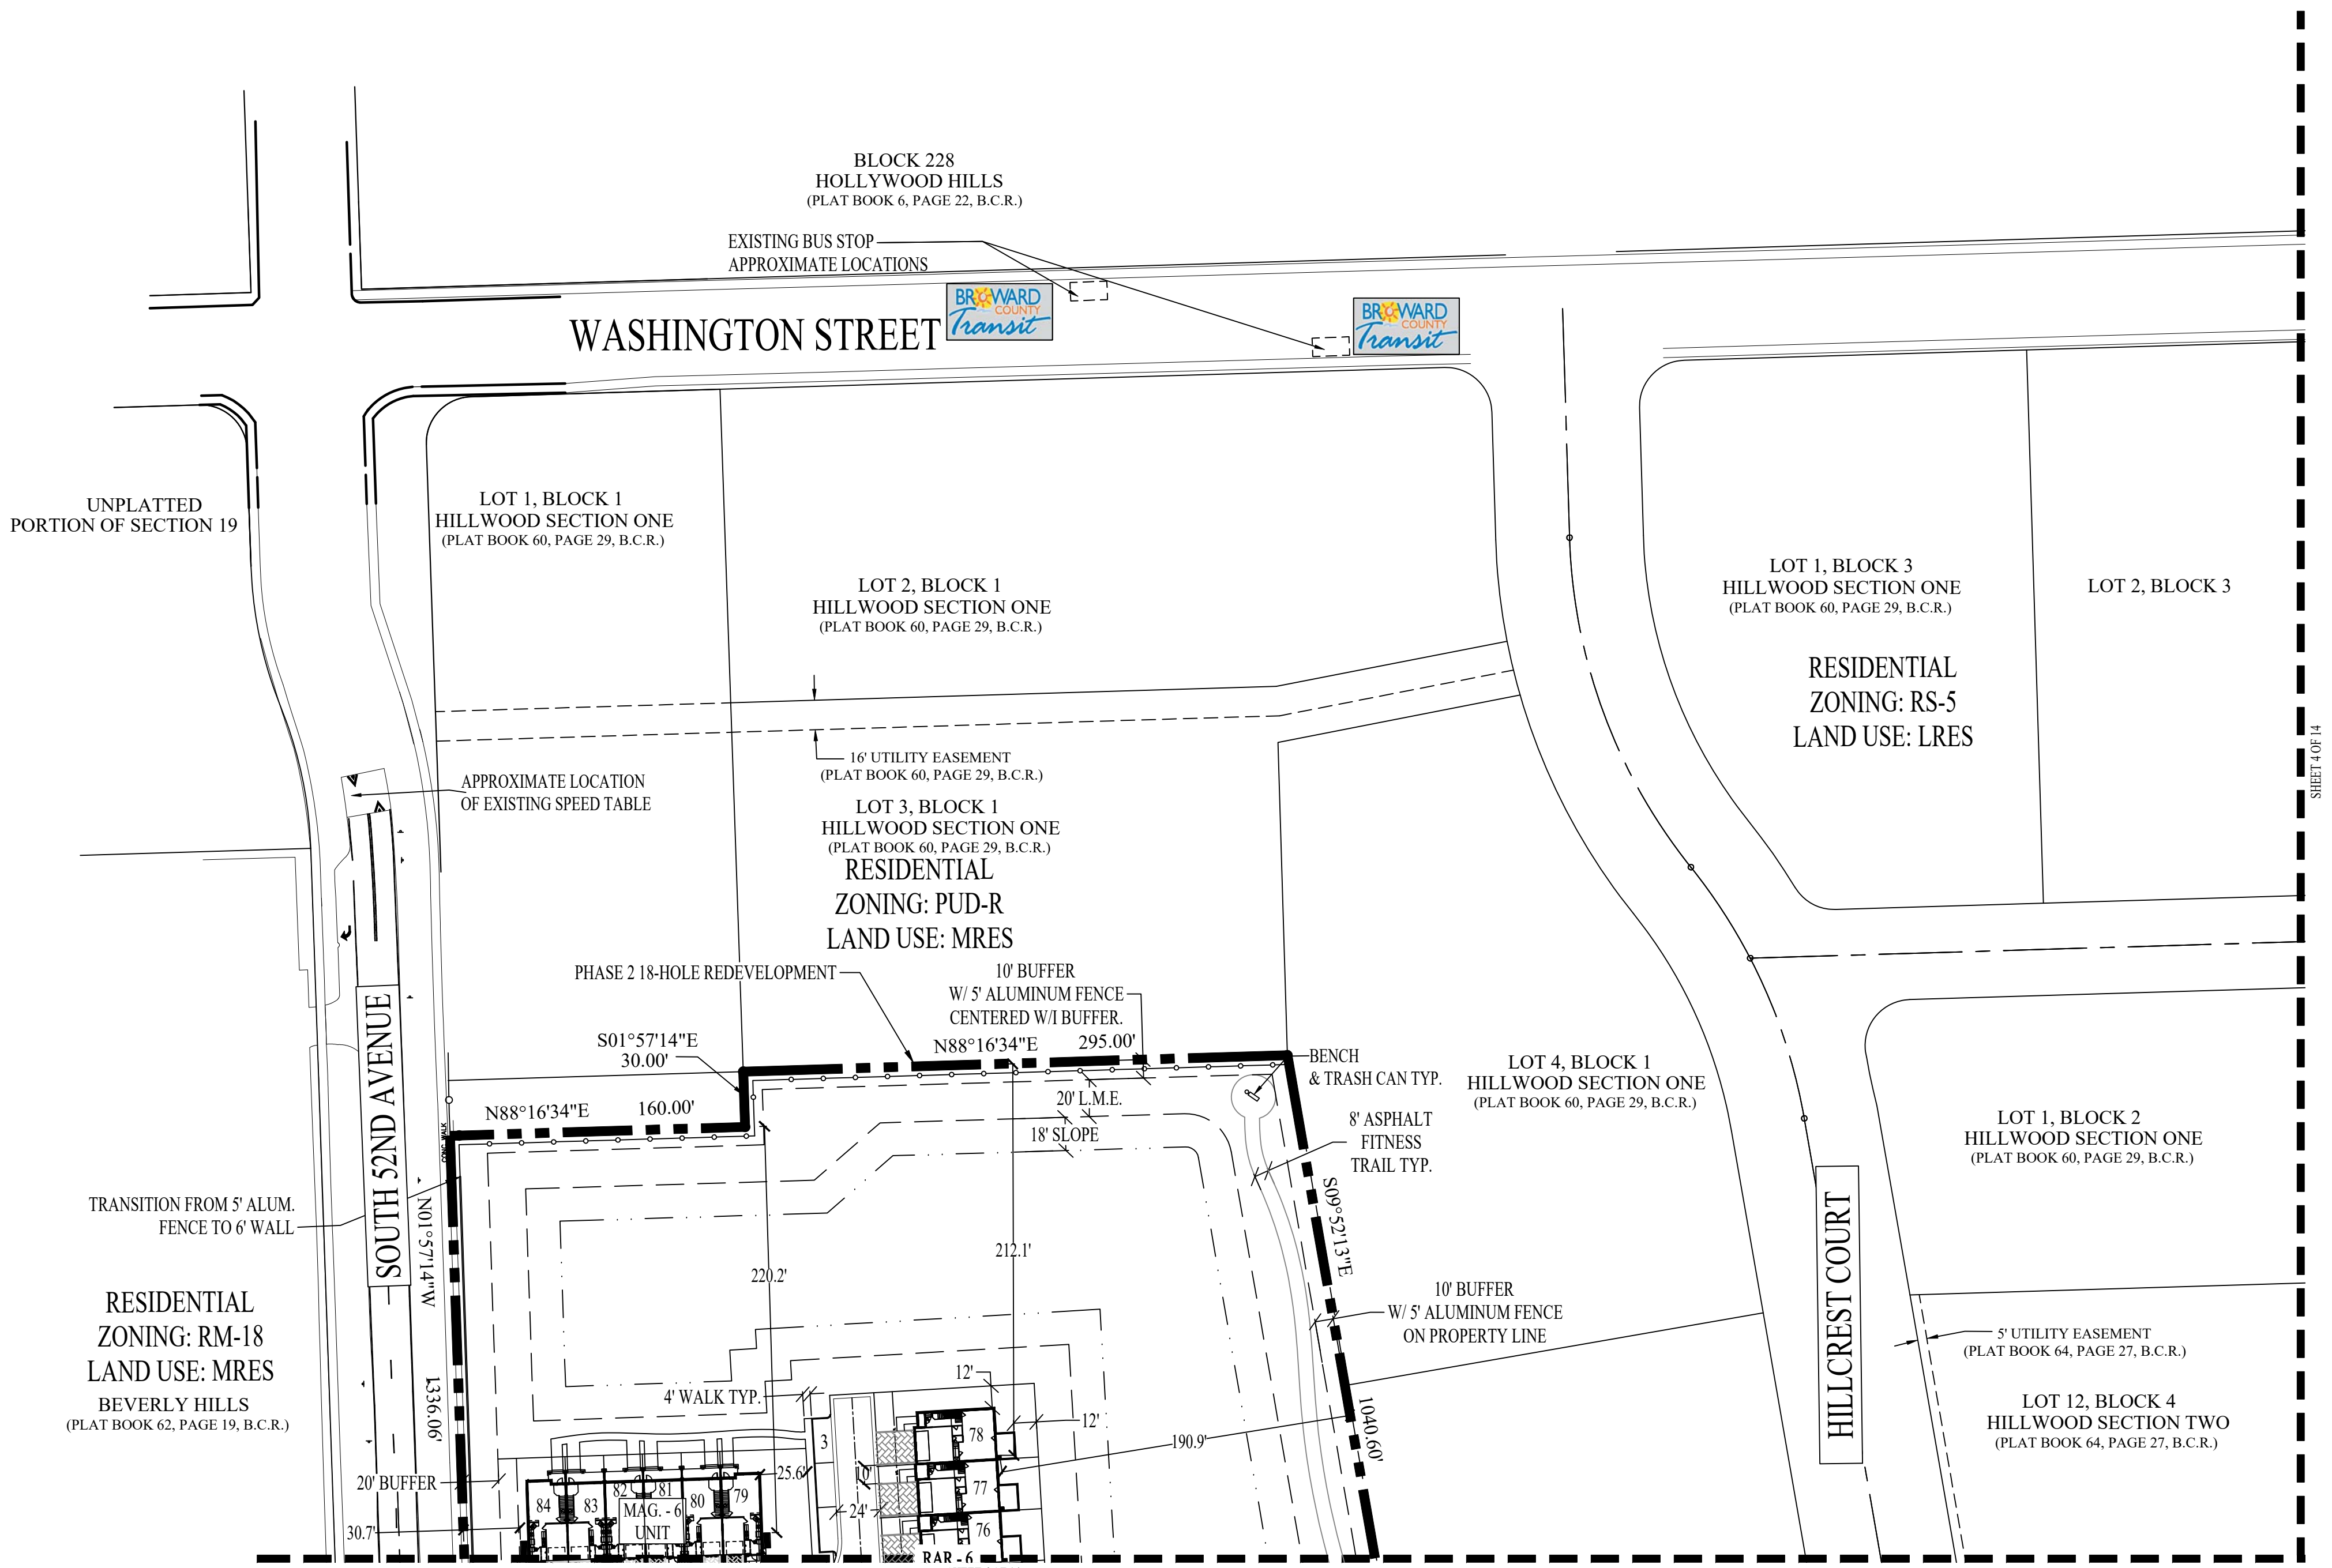 BLOCK 228
HOLLYWOOD HILLS
(PLAT BOOK 6, PAGE 22, B.C.R.)
EXISTING BUS STOP
APPROXIMATE LOCATIONS
WASHINGTON STREET
BROWARD
COUNTY
Transit
BROWARD
COUNTY
Transit
UNPLATTED
PORTION OF SECTION 19
LOT 1, BLOCK 1
HILLWOOD SECTION ONE
(PLAT BOOK 60, PAGE 29, B.C.R.)
LOT 2, BLOCK 1
HILLWOOD SECTION ONE
(PLAT BOOK 60, PAGE 29, B.C.R.)
LOT 1, BLOCK 3
HILLWOOD SECTION ONE
(PLAT BOOK 60, PAGE 29, B.C.R.)
LOT 2, BLOCK 3
RESIDENTIAL
ZONING: RS-5
LAND USE: LRES
SHEET 4 OF 14
16' UTILITY EASEMENT
(PLAT BOOK 60, PAGE 29, B.C.R.)
APPROXIMATE LOCATION
OF EXISTING SPEED TABLE
LOT 3, BLOCK 1
HILLWOOD SECTION ONE
(PLAT BOOK 60, PAGE 29, B.C.R.)
RESIDENTIAL
ZONING: PUD-R
LAND USE: MRES
PHASE 2 18-HOLE REDEVELOPMENT
10' BUFFER
W/ 5' ALUMINUM FENCE
CENTERED W/I BUFFER.
S01°57'14"E
30.00'
N88°16'34"E 295.00'
BENCH
& TRASH CAN TYP.
LOT 4, BLOCK 1
HILLWOOD SECTION ONE
(PLAT BOOK 60, PAGE 29, B.C.R.)
N88°16'34"E 160.00'
20' L.M.E.
18' SLOPE
8' ASPHALT
FITNESS
TRAIL TYP.
LOT 1, BLOCK 2
HILLWOOD SECTION ONE
(PLAT BOOK 60, PAGE 29, B.C.R.)
CONC. WALK
SOUTH 52ND AVENUE
TRANSITION FROM 5' ALUM.
FENCE TO 6' WALL
N01°57'14"W
1336.06'
S09°52'13"E
1040.60'
212.1'
220.2'
10' BUFFER
W/ 5' ALUMINUM FENCE
ON PROPERTY LINE
HILLCREST COURT
5' UTILITY EASEMENT
(PLAT BOOK 64, PAGE 27, B.C.R.)
RESIDENTIAL
ZONING: RM-18
LAND USE: MRES
BEVERLY HILLS
(PLAT BOOK 62, PAGE 19, B.C.R.)
LOT 12, BLOCK 4
HILLWOOD SECTION TWO
(PLAT BOOK 64, PAGE 27, B.C.R.)
4' WALK TYP.
12'
12'
190.9'
3
78
10'
77
76
24'
25.6'
20' BUFFER
30.7'
84
83
82
81
80
79
MAG. - 6
UNIT
RAR - 6